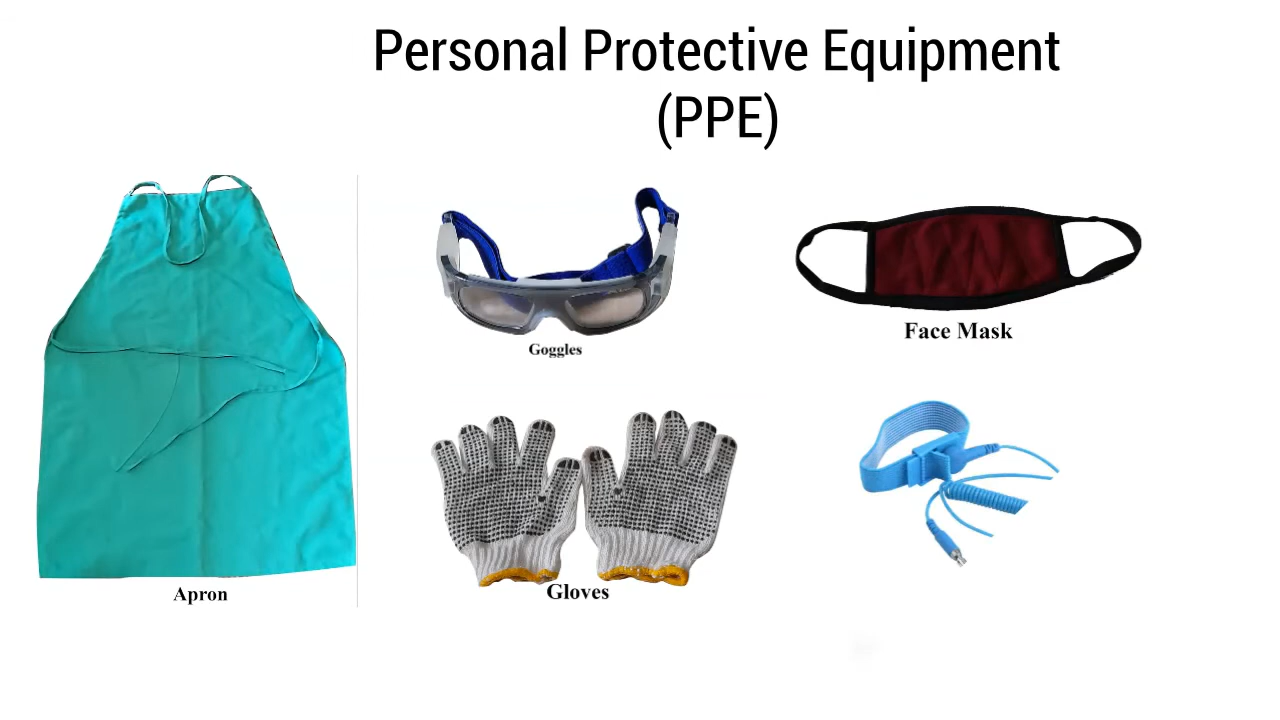 Personal Protective Equipment
(PPE)
Goggles
Face Mask
Apron
Gloves